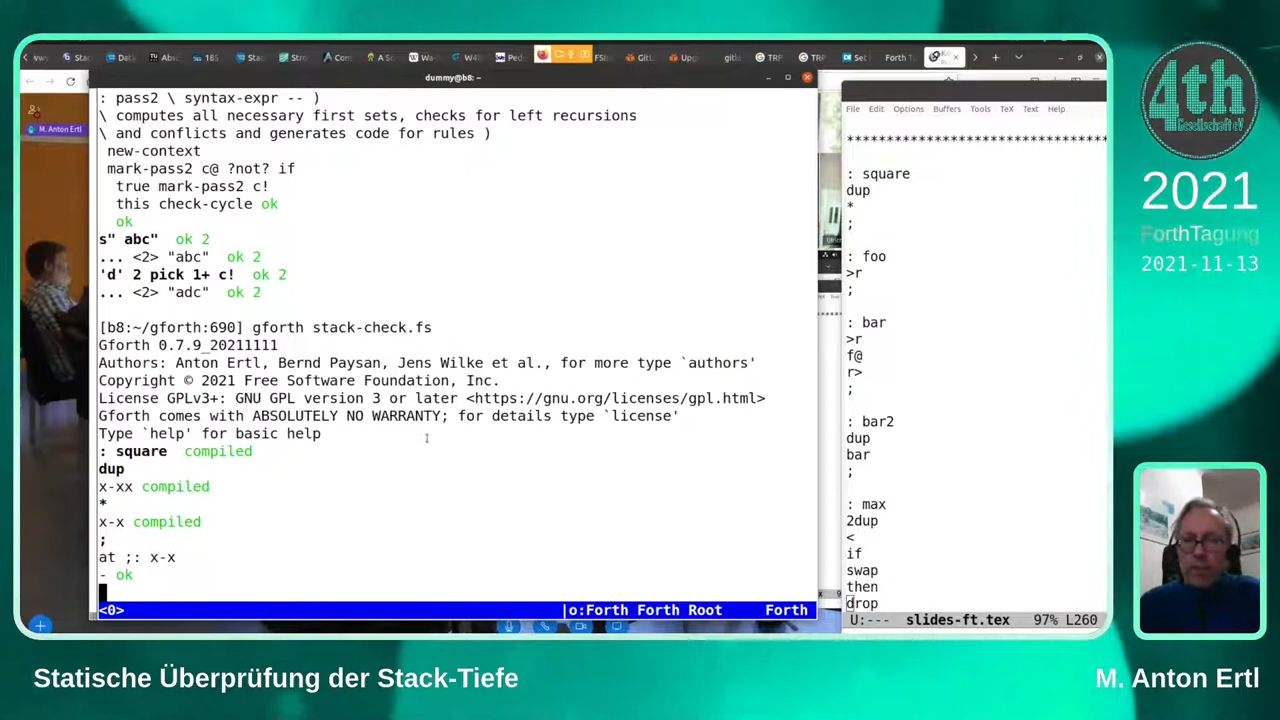 dummy@b8: ~
: pass2 \ syntax-expr -- )
\ computes all necessary first sets, checks for left recursions
\ and conflicts and generates code for rules )
new-context
mark-pass2 c@ ?not? if
true mark-pass2 c!
this check-cycle ok
ok
s" abc"  ok 2
... <2> "abc"  ok 2
'd' 2 pick 1+ c!  ok 2
... <2> "adc"  ok 2
[b8:~/gforth:690] gforth stack-check.fs
Gforth 0.7.9_20211111
Authors: Anton Ertl, Bernd Paysan, Jens Wilke et al., for more type `authors'
Copyright © 2021 Free Software Foundation, Inc.
License GPLv3+: GNU GPL version 3 or later <https://gnu.org/licenses/gpl.html>
Gforth comes with ABSOLUTELY NO WARRANTY; for details type `license'
Type `help' for basic help
: square  compiled
dup
x-xx compiled
*
x-x compiled
;
at ;: x-x
- ok
<0> |o:Forth Forth Root Forth
M. Anton Ertl
File Edit Options Buffers Tools TeX Text Help
***********************************
: square
dup
*
;
: foo
>r
;
: bar
>r
f@
r>
;
: bar2
dup
bar
;
: max
2dup
<
if
swap
then
drop
U:--- slides-ft.tex 97% L260
4th
Gesellschaft eV
2021
ForthTagung
2021-11-13
Statische Überprüfung der Stack-Tiefe
M. Anton Ertl